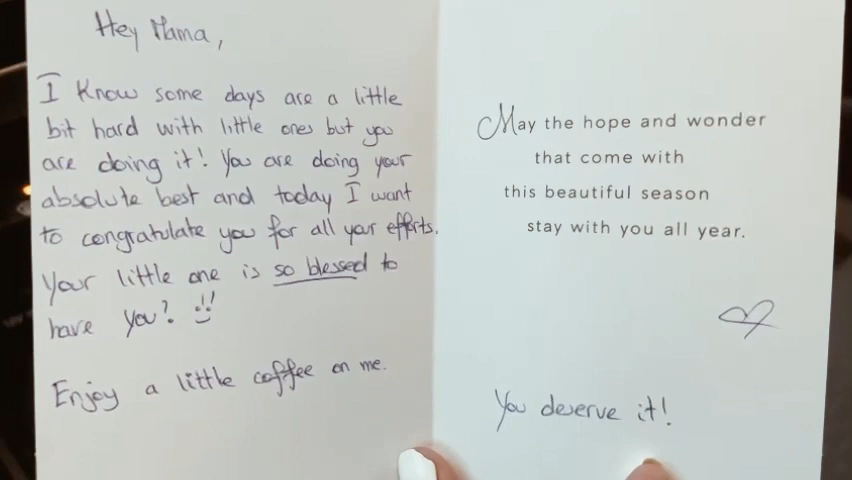 Hey Mama,
I know some days are a little
bit hard with little ones but you
are doing it! You are doing your
absolute best and today I want
to congratulate you for all your efforts.
Your little one is so blessed to
have you?
Enjoy a little coffee on me.
May the hope and wonder
that come with
this beautiful season
stay with you all year.
You deserve it!